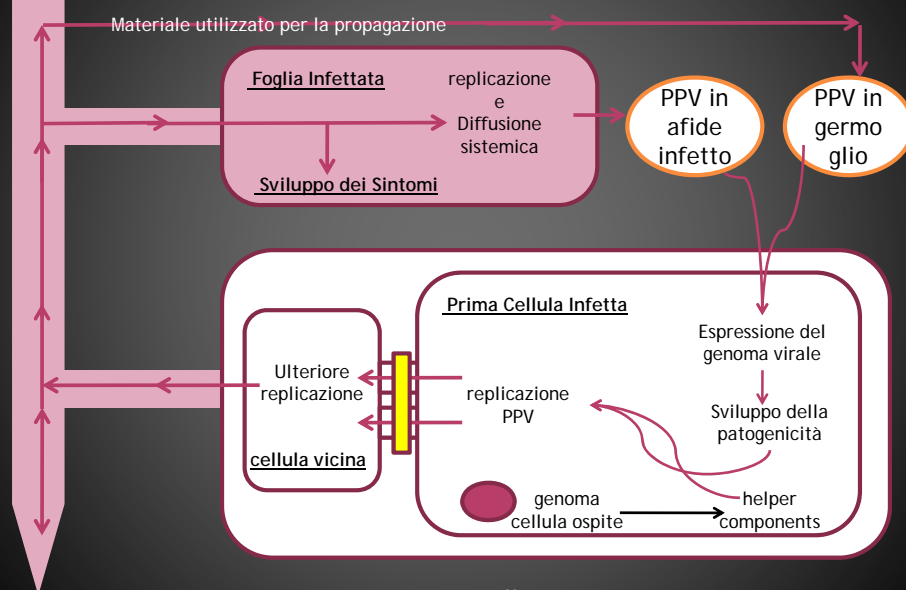 Materiale utilizzato per la propagazione
Foglia Infettata
replicazione
e
Diffusione
sistemica
Sviluppo dei Sintomi
PPV in
afide
infetto
PPV in
germo
glio
Prima Cellula Infetta
Espressione del
genoma virale
Sviluppo della
patogenicità
Ulteriore
replicazione
replicazione
PPV
cellula vicina
genoma
cellula ospite
helper
components